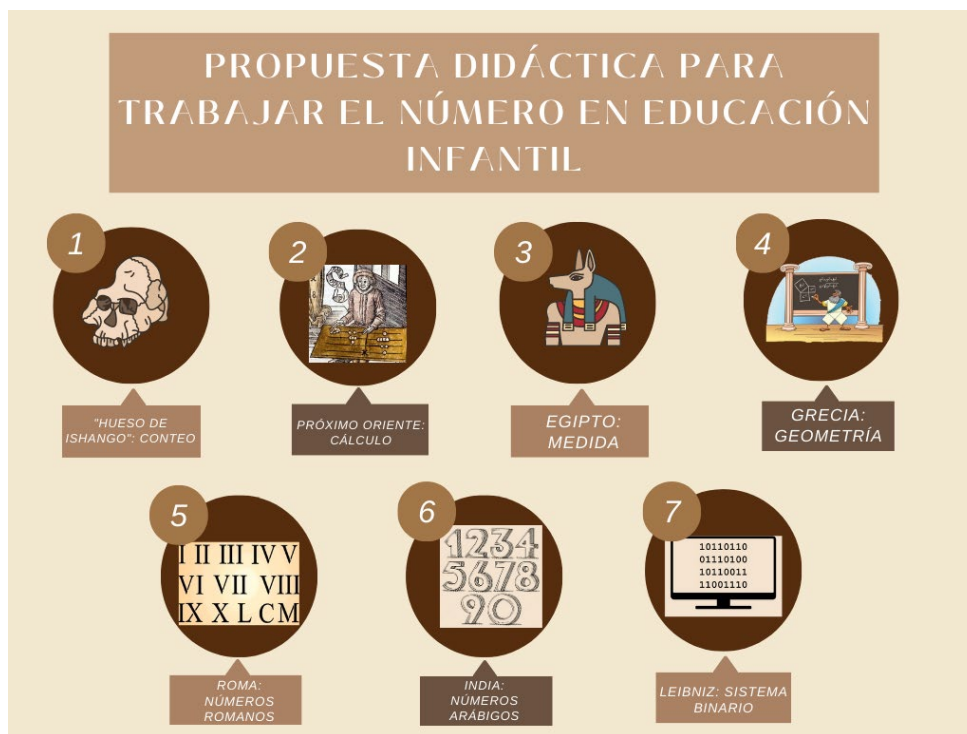 PROPUESTA DIDÁCTICA PARA
TRABAJAR EL NÚMERO EN EDUCACIÓN
INFANTIL
1
2
3
4
"HUESO DE
ISHANGO": CONTEO
PRÓXIMO ORIENTE:
CÁLCULO
EGIPTO:
MEDIDA
GRECIA:
GEOMETRÍA
5
6
7
I II III IV V
VI VII VIII
IX X L C M
1234
5678
90
10110110
01110100
10110011
11001110
ROMA:
NÚMEROS
ROMANOS
INDIA:
NÚMEROS
ARÁBIGOS
LEIBNIZ: SISTEMA
BINARIO